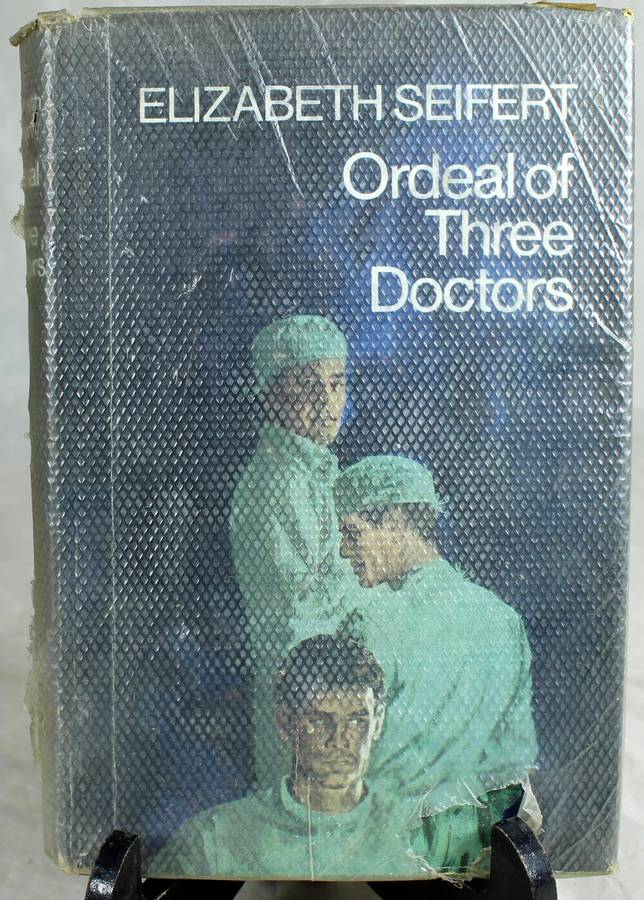 ELIZABETH SEIFERT
Ordeal of
Three
Doctors